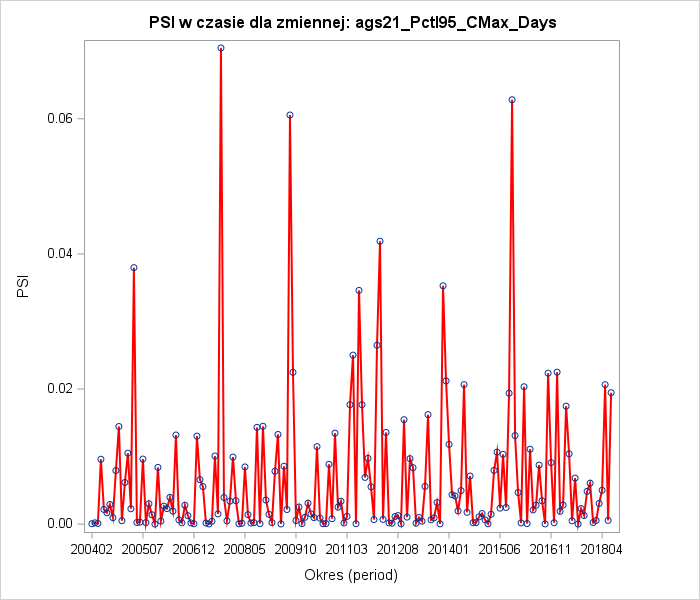 PSI w czasie dla zmiennej: ags21_Pctl95_CMax_Days
0.06
0.04
0.02
0.00
PSI
200402 200507 200612 200805 200910 201103 201208 201401 201506 201611 201804
Okres (period)